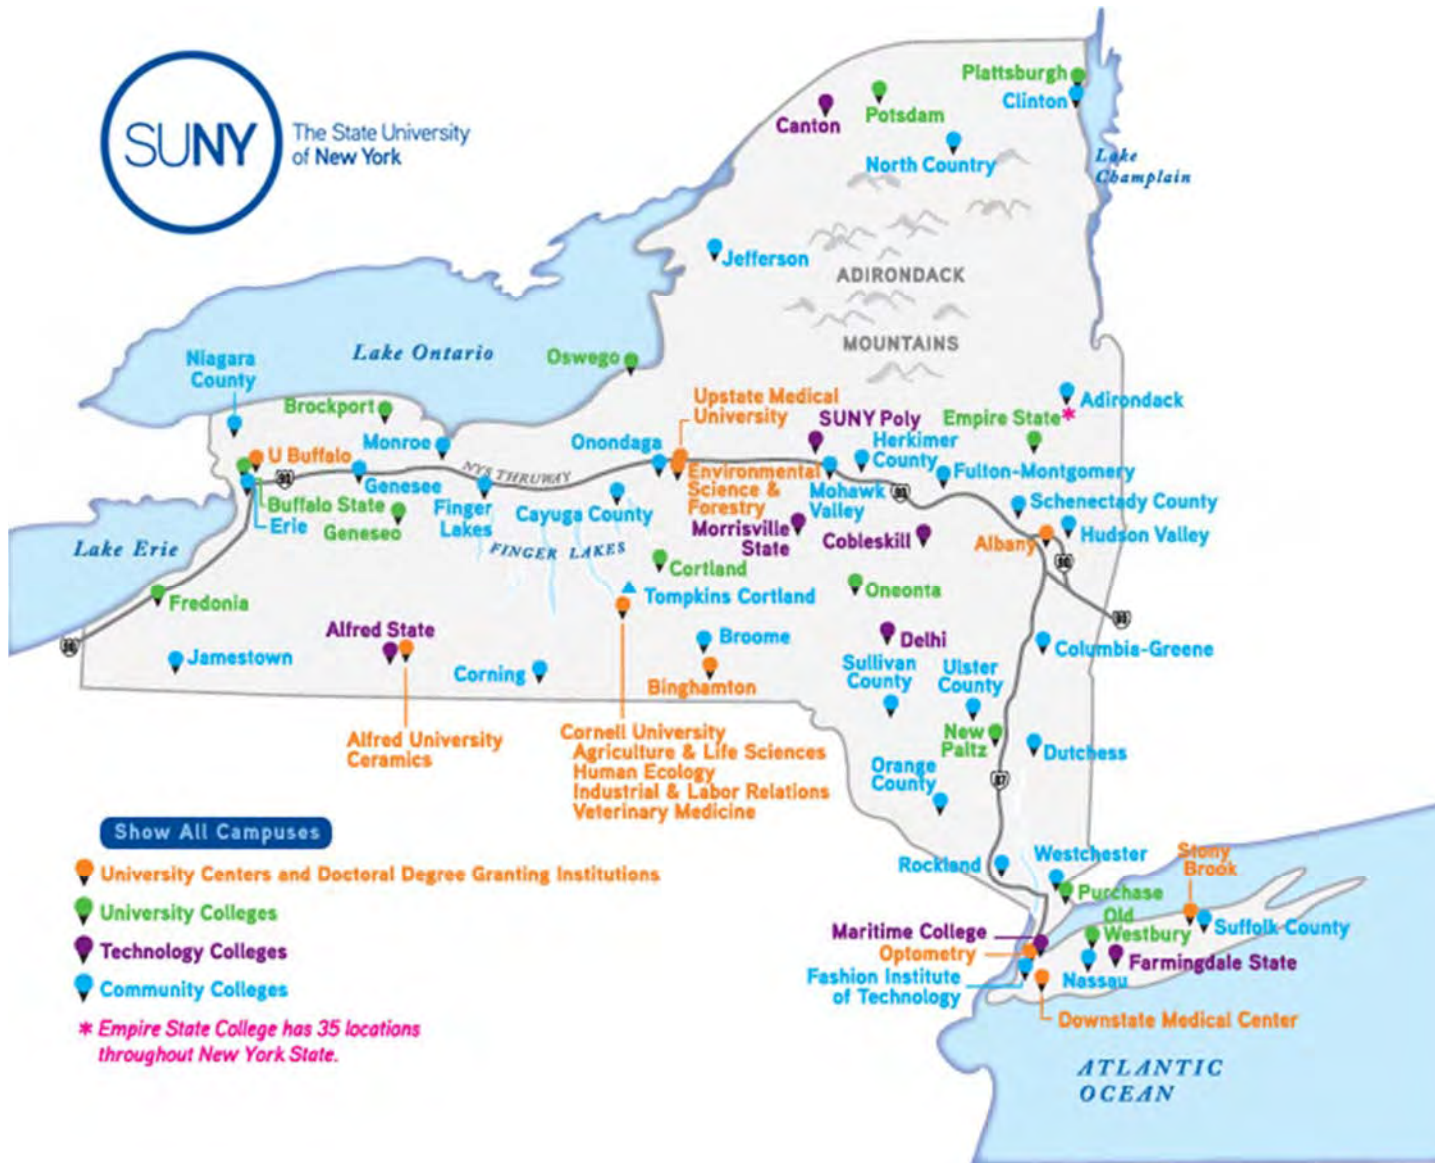 SUNY
The State University
of New York
Plattsburgh
Clinton
Potsdam
Canton
North Country
Lake
Champlain
Jefferson
ADIRONDACK
MOUNTAINS
Lake Ontario
Oswego
Niagara
County
Brockport
Monroe
U Buffalo
90
Genesee
NYS THRUWAY
Buffalo State
Erie
Geneseo
Finger
Lakes
Cayuga County
FINGER LAKES
Onondaga
Upstate Medical
University
Environmental
Science &
Forestry
SUNY Poly
Herkimer
County
Empire State*
Adirondack
Fulton-Montgomery
Mohawk
Valley
90
Schenectady County
Morrisville
State
Cobleskill
Albany
Hudson Valley
90
90
Lake Erie
Fredonia
90
Jamestown
Alfred State
Corning
Cortland
Tompkins Cortland
Broome
Binghamton
Oneonta
Delhi
Columbia-Greene
Sullivan
County
Ulster
County
New
Paltz
Dutchess
Orange
County
87
Alfred University
Ceramics
Cornell University
Agriculture & Life Sciences
Human Ecology
Industrial & Labor Relations
Veterinary Medicine
Rockland
Westchester
Purchase
Stony
Brook
Suffolk County
Old
Westbury
Maritime College
Optometry
Fashion Institute
of Technology
Nassau
Farmingdale State
Downstate Medical Center
ATLANTIC
OCEAN
Show All Campuses
University Centers and Doctoral Degree Granting Institutions
University Colleges
Technology Colleges
Community Colleges
* Empire State College has 35 locations
throughout New York State.